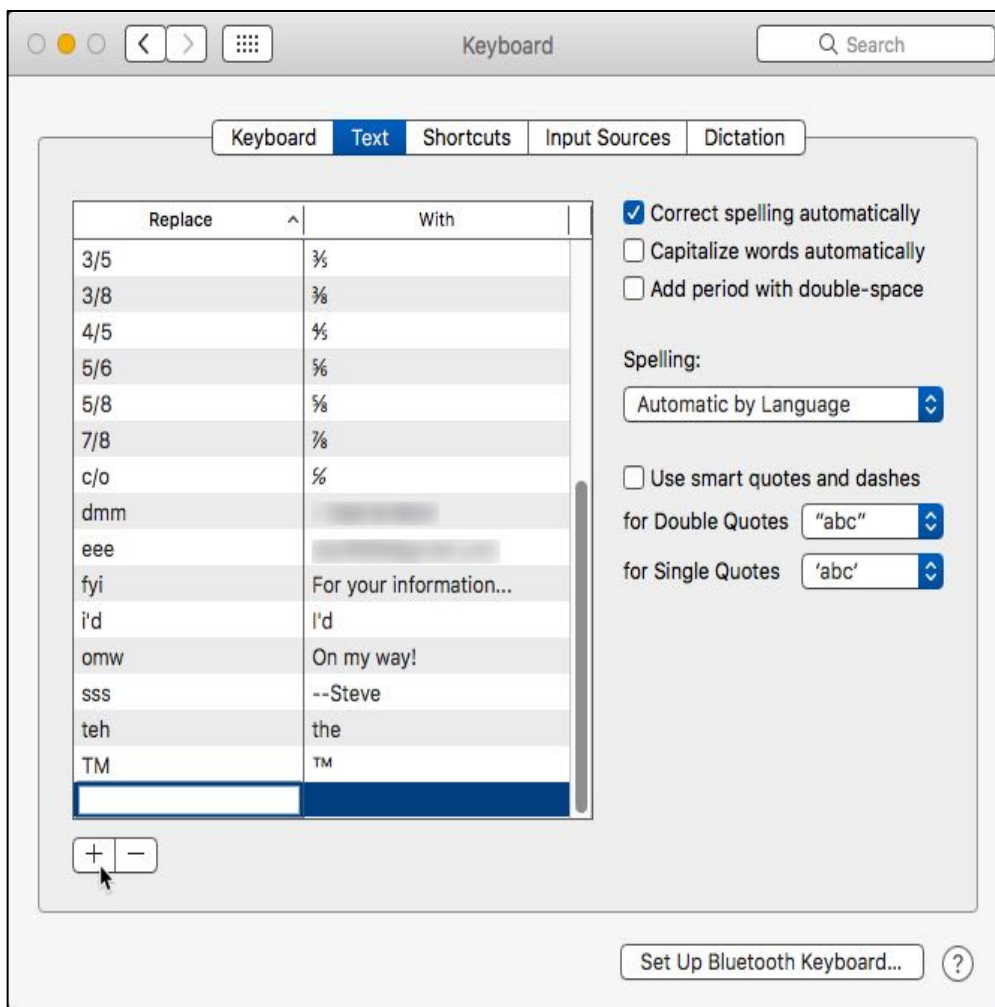 Keyboard
Search
Keyboard Text Shortcuts Input Sources Dictation
Replace With
3/5 ⅗
3/8 ⅜
4/5 ⅘
5/6 ⅚
5/8 ⅝
7/8 ⅞
c/o ℅
dmm
eee
fyi For your information...
i'd I'd
omw On my way!
sss --Steve
teh the
TM ™
Correct spelling automatically
Capitalize words automatically
Add period with double-space
Spelling:
Automatic by Language
Use smart quotes and dashes
for Double Quotes “abc”
for Single Quotes ‘abc’
Set Up Bluetooth Keyboard... ?